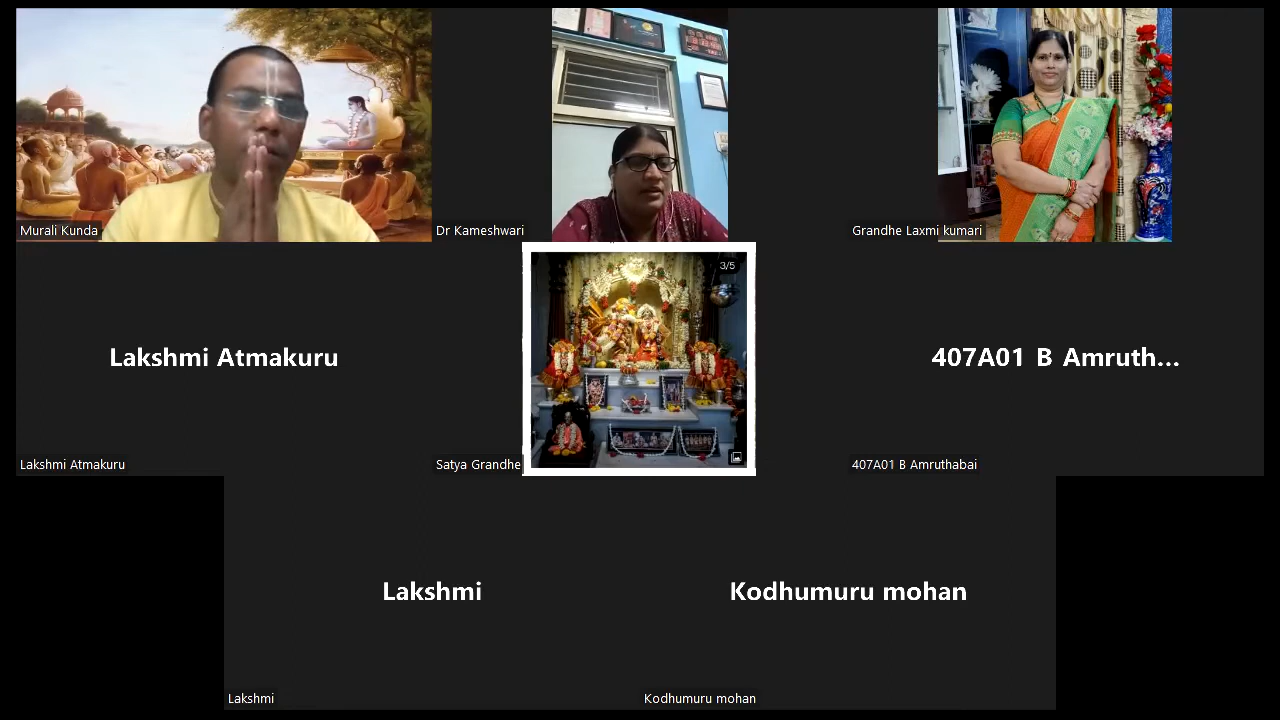 Murali Kunda
Dr Kameshwari
Grandhe Laxmi kumari
Lakshmi Atmakuru
3/5
407A01 B Amruth...
Lakshmi Atmakuru
Satya Grandhe
407A01 B Amruthabai
Lakshmi
Kodhumuru mohan
Lakshmi
Kodhumuru mohan